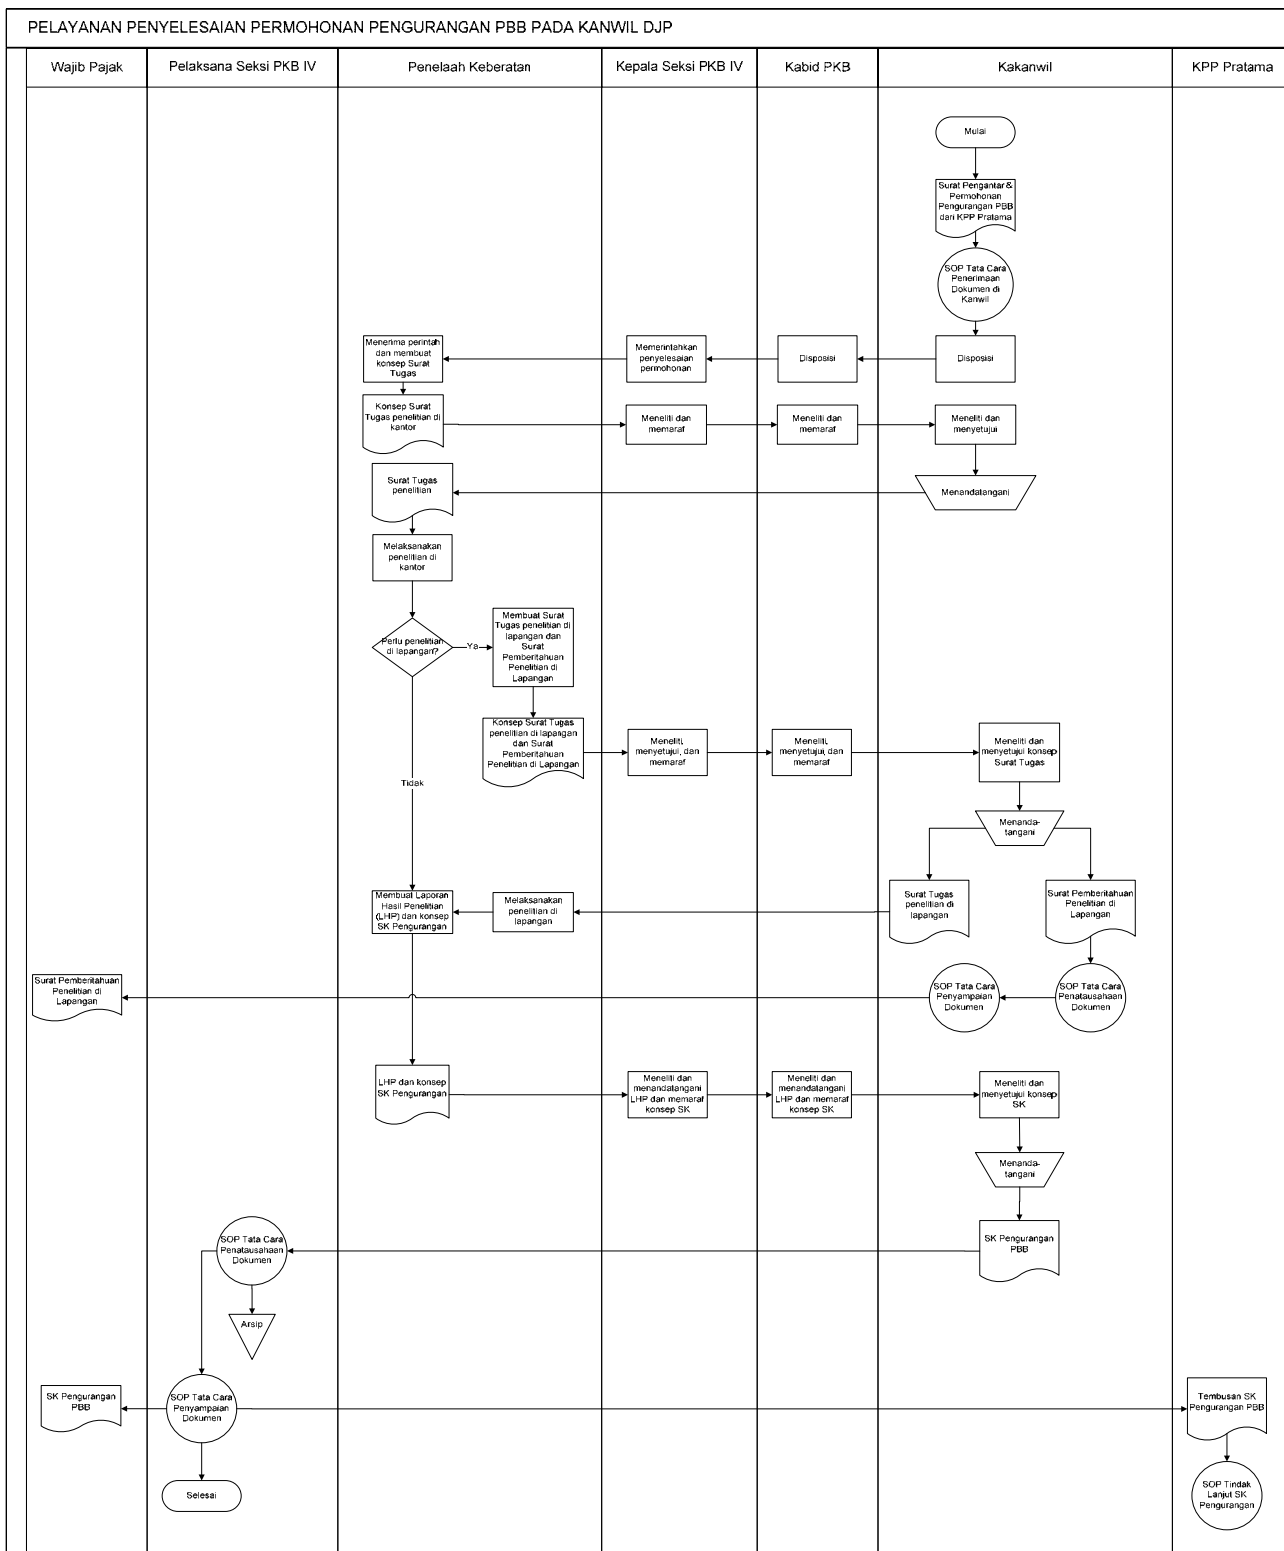 PELAYANAN PENYELESAIAN PERMOHONAN PENGURANGAN PBB PADA KANWIL DJP
Wajib Pajak
Pelaksana Seksi PKB IV
Penelaah Keberatan
Kepala Seksi PKB IV
Kabid PKB
Kakanwil
KPP Pratama
Mulai
Surat Pengantar &
Permohonan
Pengurangan PBB
dari KPP Pratama
SOP Tata Cara
Penerimaan
Dokumen di
Kanwil
Menerima perintah
dan membuat
konsep Surat
Tugas
Memerintahkan
penyelesaian
permohonan
Disposisi
Disposisi
Konsep Surat
Tugas penelitian di
kantor
Meneliti dan
memaraf
Meneliti dan
memaraf
Meneliti dan
menyetujui
Surat Tugas
penelitian
Menandatangani
Melaksanakan
penelitian di
kantor
Perlu penelitian
di lapangan?
Ya
Membuat Surat
Tugas penelitian di
lapangan dan
Surat
Pemberitahuan
Penelitian di
Lapangan
Konsep Surat Tugas
penelitian di lapangan
dan Surat
Pemberitahuan
Penelitian di Lapangan
Meneliti,
menyetujui, dan
memaraf
Meneliti,
menyetujui, dan
memaraf
Meneliti dan
menyetujui konsep
Surat Tugas
Tidak
Menanda-
tangani
Membuat Laporan
Hasil Penelitian
(LHP) dan konsep
SK Pengurangan
Melaksanakan
penelitian di
lapangan
Surat Tugas
penelitian di
lapangan
Surat Pemberitahuan
Penelitian di
Lapangan
Surat Pemberitahuan
Penelitian di
Lapangan
SOP Tata Cara
Penyampaian
Dokumen
SOP Tata Cara
Penatausahaan
Dokumen
LHP dan konsep
SK Pengurangan
Meneliti dan
menandatangani
LHP dan memaraf
konsep SK
Meneliti dan
menandatangani
LHP dan memaraf
konsep SK
Meneliti dan
menyetujui konsep
SK
Menanda-
tangani
SOP Tata Cara
Penatausahaan
Dokumen
SK Pengurangan
PBB
Arsip
SK Pengurangan
PBB
SOP Tata Cara
Penyampaian
Dokumen
Tembusan SK
Pengurangan PBB
Selesai
SOP Tindak
Lanjut SK
Pengurangan